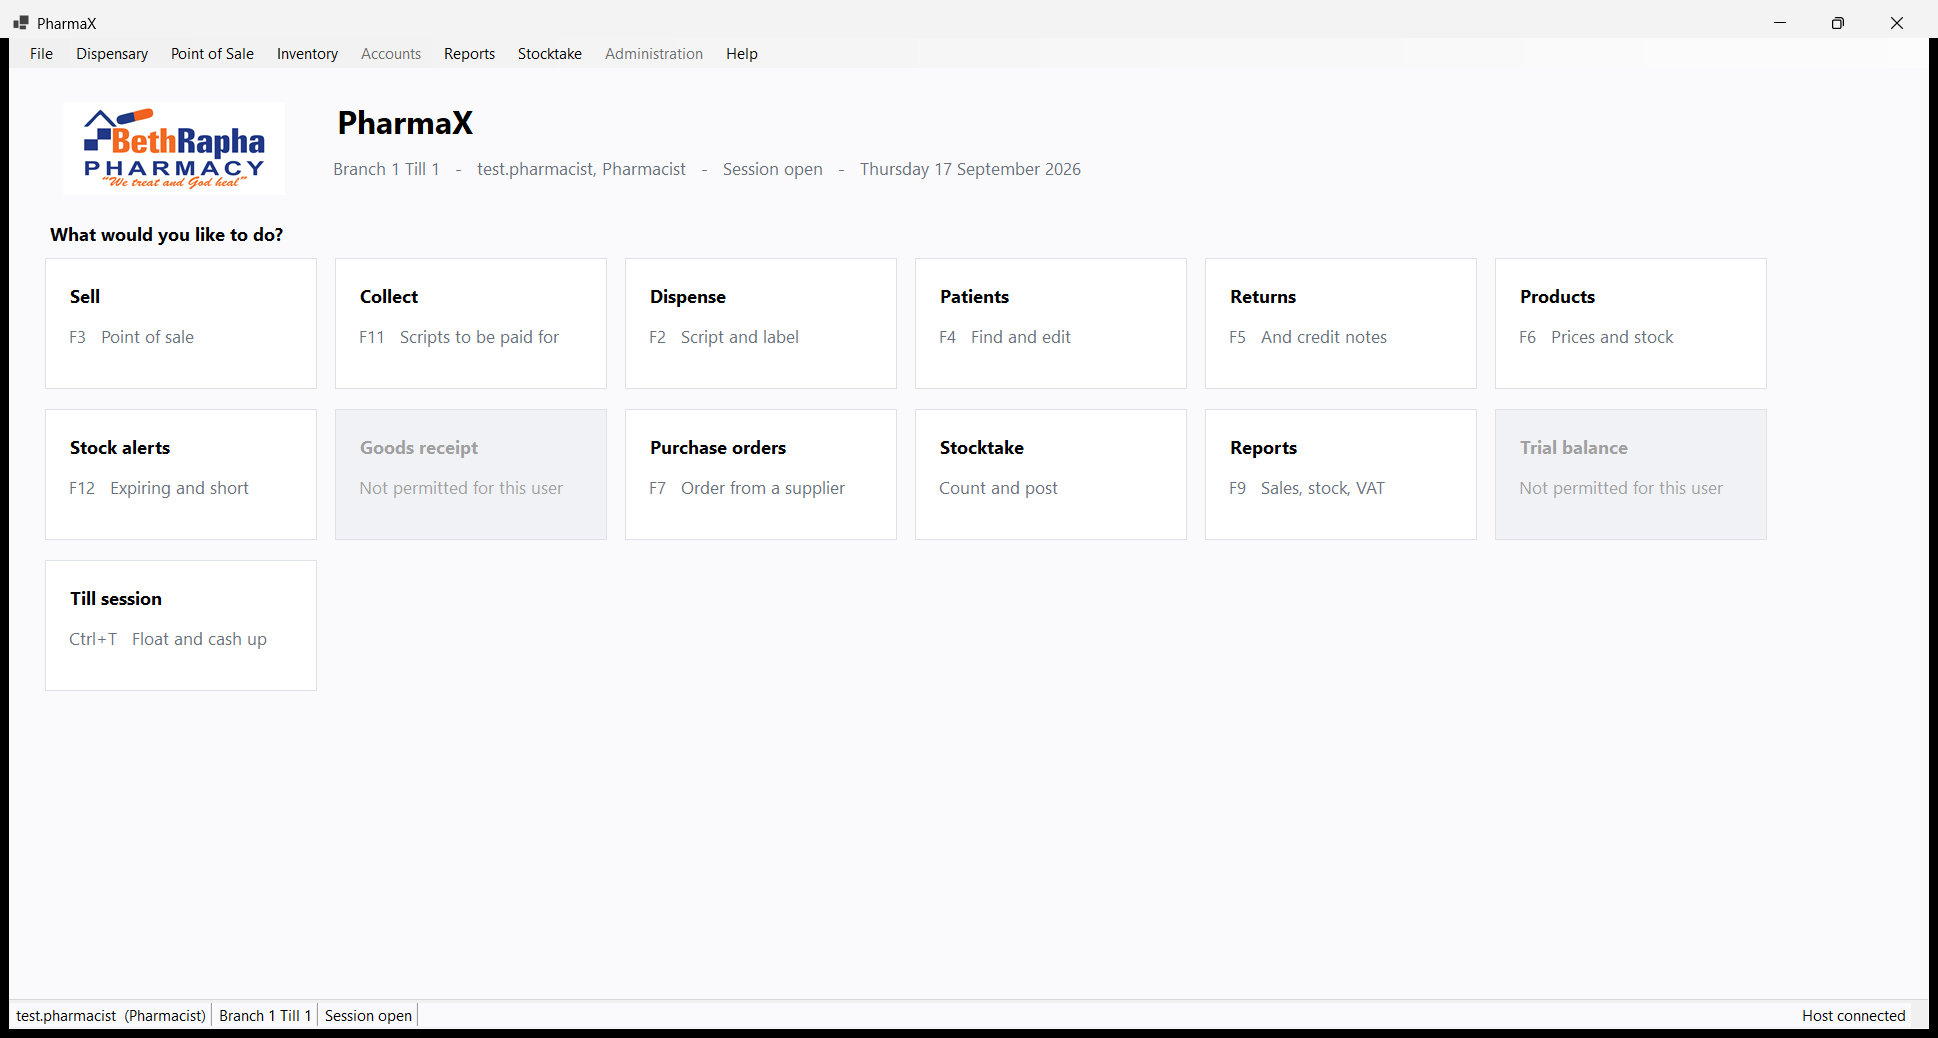 PharmaX
File Dispensary Point of Sale Inventory Accounts Reports Stocktake Administration Help
BethRapha
PHARMACY
"We treat and God heal"
PharmaX
Branch 1 Till 1 - test.pharmacist, Pharmacist - Session open - Thursday 17 September 2026
What would you like to do?
Sell
F3 Point of sale
Collect
F11 Scripts to be paid for
Dispense
F2 Script and label
Patients
F4 Find and edit
Returns
F5 And credit notes
Products
F6 Prices and stock
Stock alerts
F12 Expiring and short
Goods receipt
Not permitted for this user
Purchase orders
F7 Order from a supplier
Stocktake
Count and post
Reports
F9 Sales, stock, VAT
Trial balance
Not permitted for this user
Till session
Ctrl+T Float and cash up
test.pharmacist (Pharmacist) Branch 1 Till 1 Session open Host connected